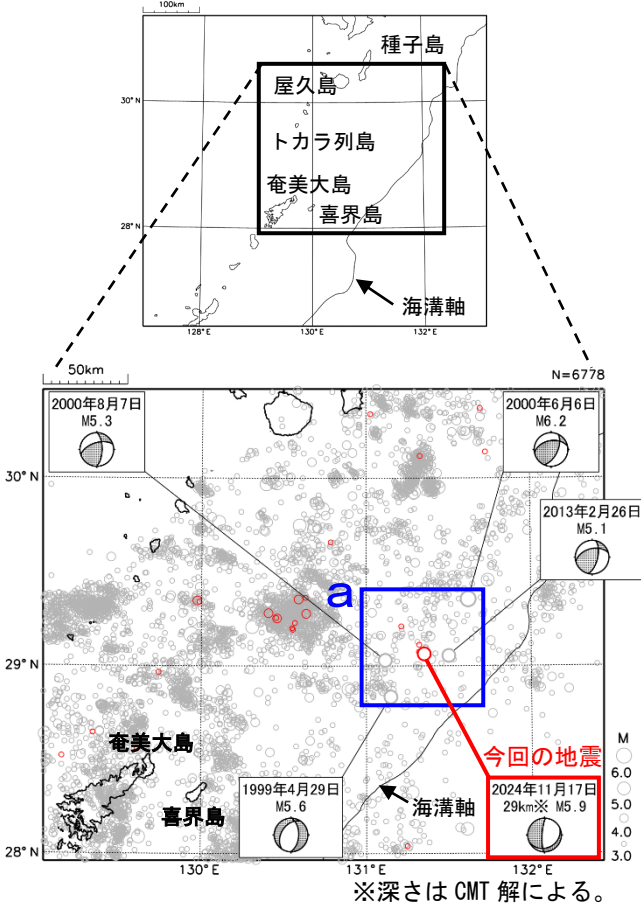 100km
種子島
屋久島
30°N
トカラ列島
奄美大島
喜界島
28°N
海溝軸
128°E
130°E
132°E
50km
N=6778
2000年8月7日
M5.3
2000年6月6日
M6.2
30°N
2013年2月26日
M5.1
a
29°N
奄美大島
今回の地震
M
6.0
5.0
4.0
3.0
1999年4月29日
M5.6
喜界島
海溝軸
2024年11月17日
29km※ M5.9
28°N
130°E
131°E
132°E
※深さは CMT 解による。